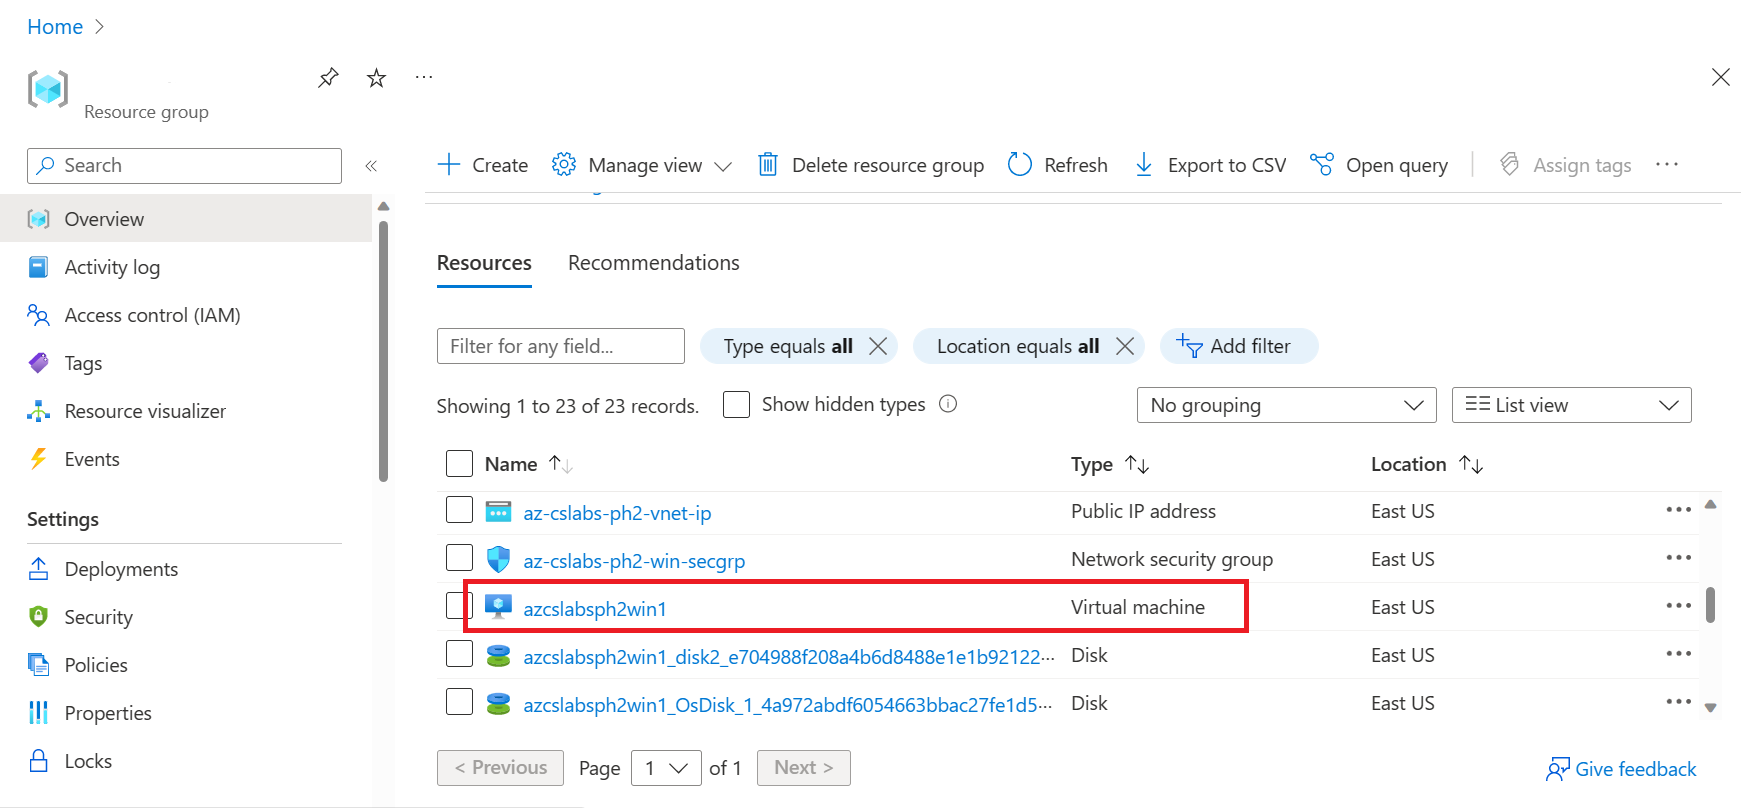 Home
Resource group
Search
Create
Manage view
Delete resource group
Refresh
Export to CSV
Open query
Assign tags
Overview
Activity log
Access control (IAM)
Tags
Resource visualizer
Events
Settings
Deployments
Security
Policies
Properties
Locks
Resources Recommendations
Filter for any field...
Type equals all
Location equals all
Add filter
Showing 1 to 23 of 23 records.
Show hidden types
No grouping
List view
Name Type Location
az-cslabs-ph2-vnet-ip Public IP address East US
az-cslabs-ph2-win-secgrp Network security group East US
azcslabsph2win1 Virtual machine East US
azcslabsph2win1_disk2_e704988f208a4b6d8488e1e1b92122... Disk East US
azcslabsph2win1_OsDisk_1_4a972abdf6054663bbac27fe1d5... Disk East US
< Previous Page 1 of 1 Next >
Give feedback